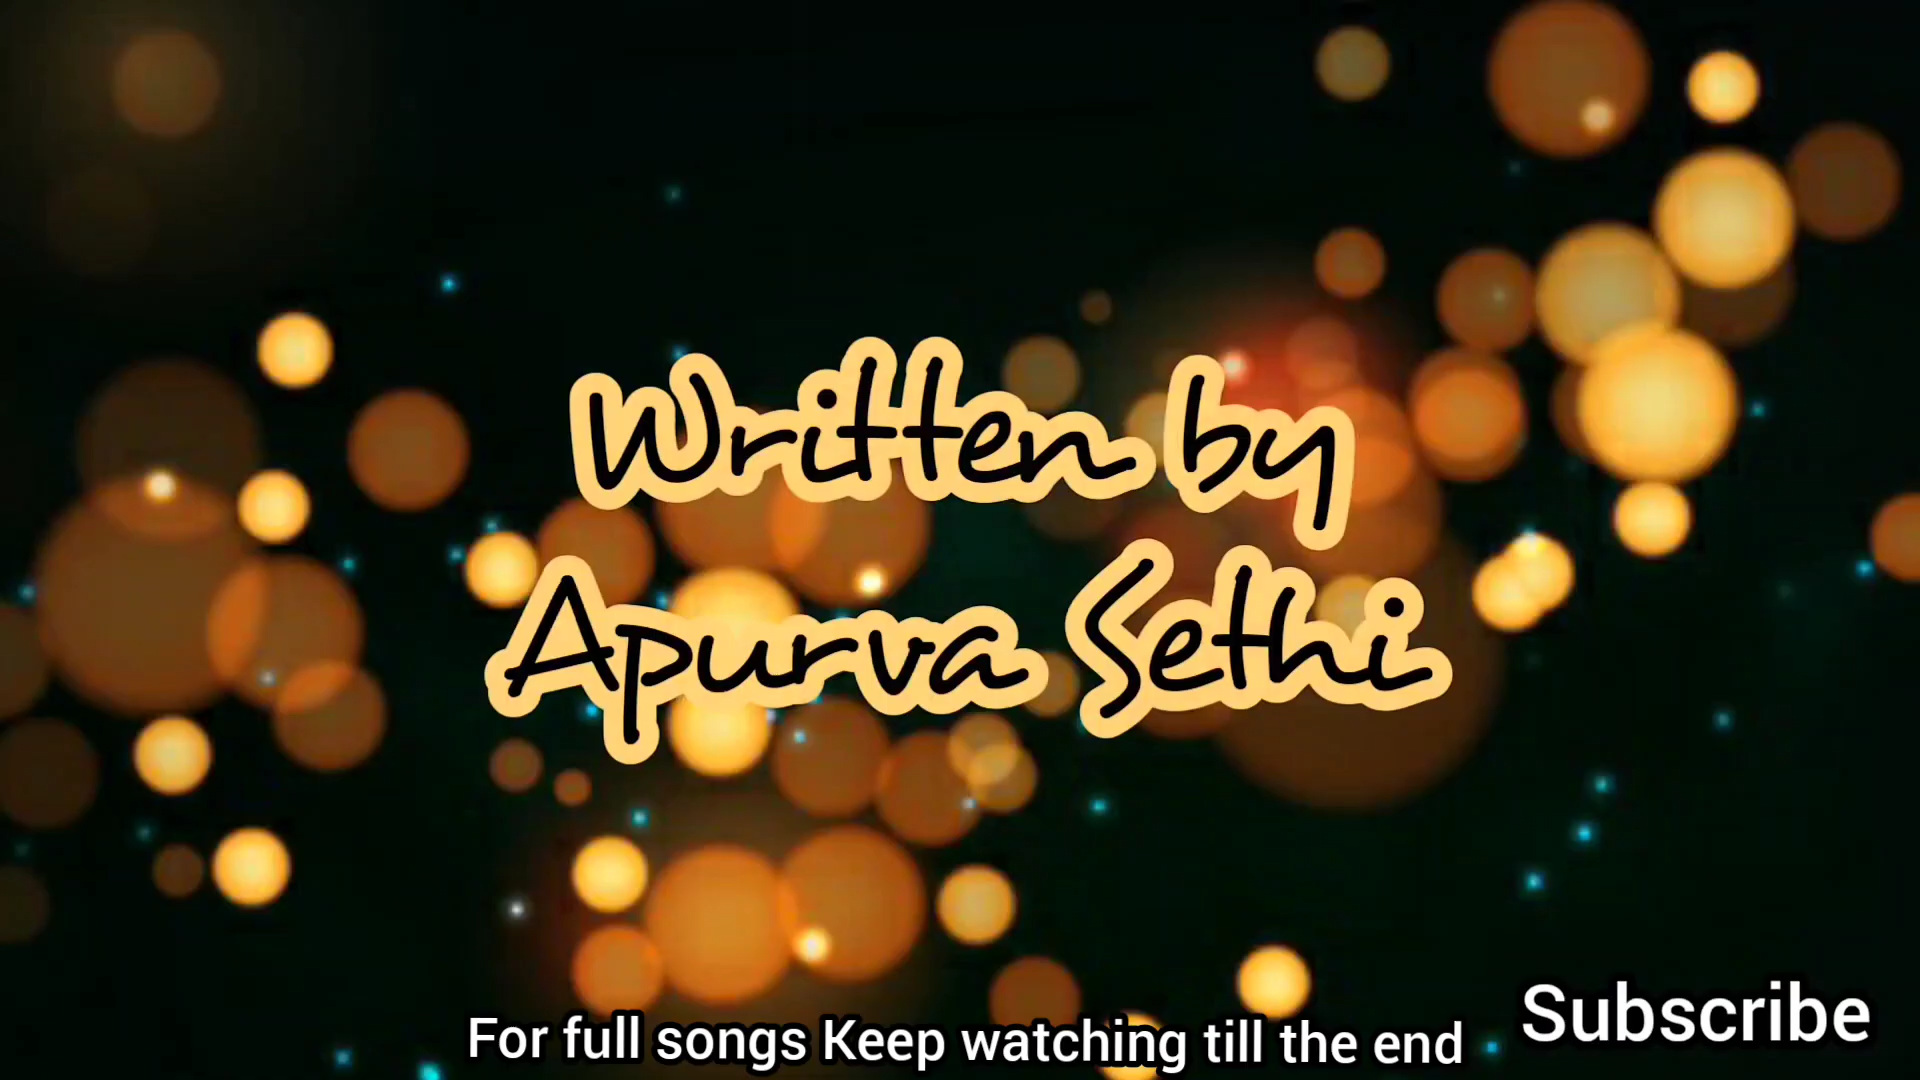 Written by
Apurva Sethi
For full songs Keep watching till the end
Subscribe